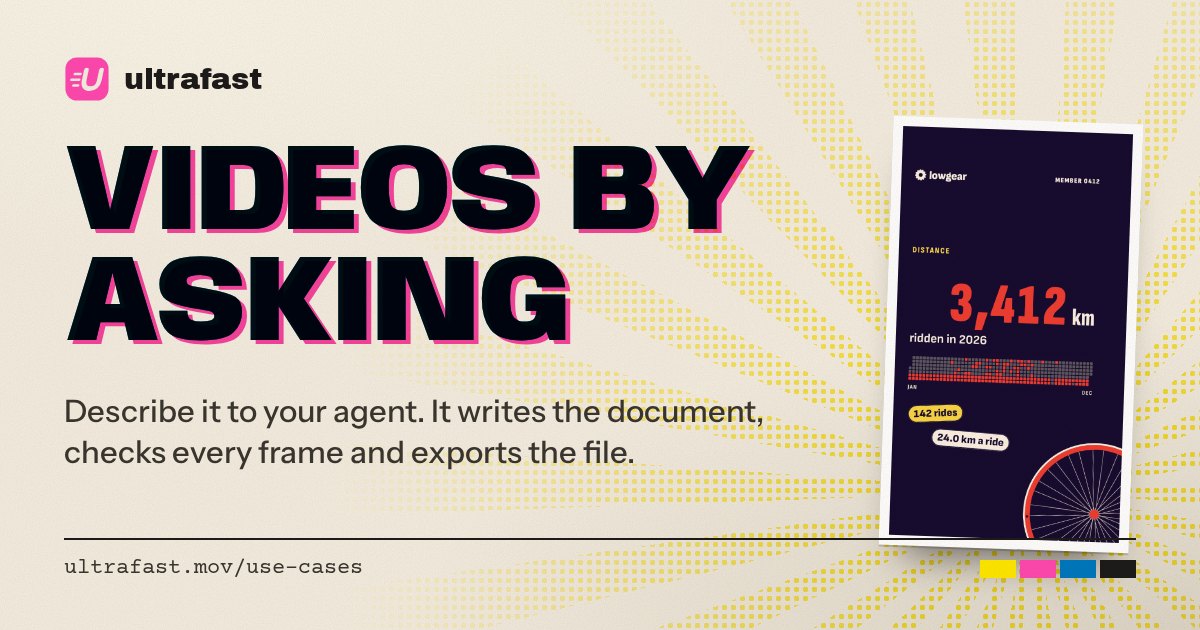 ultrafast
VIDEOS BY
ASKING
Describe it to your agent. It writes the document,
checks every frame and exports the file.
ultrafast.mov/use-cases
lowgear
MEMBER 0412
DISTANCE
3,412 km
ridden in 2026
JAN
DEC
142 rides
24.0 km a ride